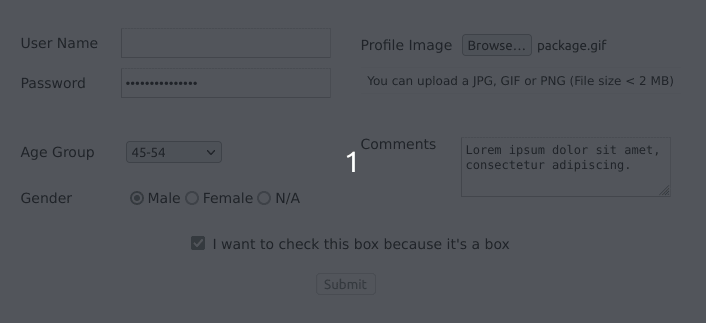 User Name
Profile Image Browse... package.gif
Password •••••••••••••••
You can upload a JPG, GIF or PNG (File size < 2 MB)
Age Group 45-54
1
Comments
Lorem ipsum dolor sit amet,
consectetur adipiscing.
Gender Male Female N/A
I want to check this box because it's a box
Submit